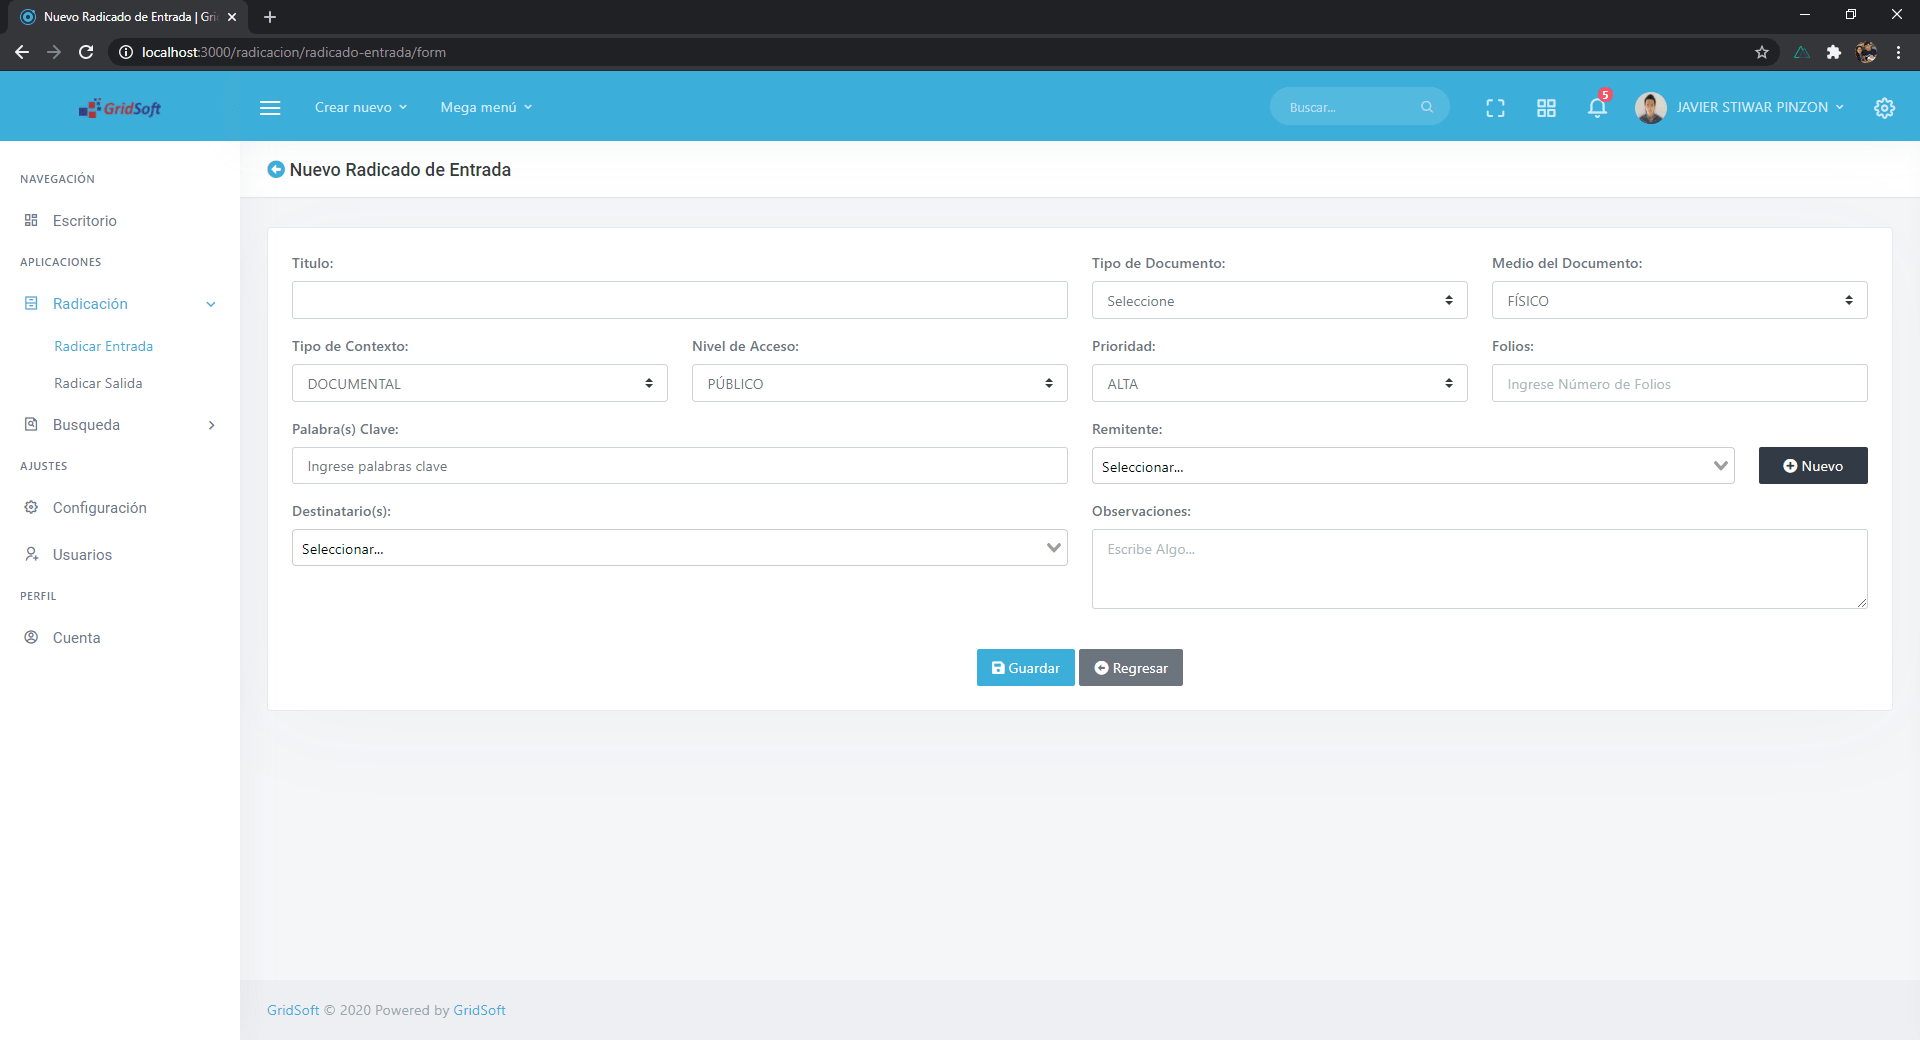 Nuevo Radicado de Entrada | Gri
localhost:3000/radicacion/radicado-entrada/form
GridSoft
Crear nuevo
Mega menú
Buscar...
5
JAVIER STIWAR PINZON
NAVEGACIÓN
Escritorio
APLICACIONES
Radicación
Radicar Entrada
Radicar Salida
Busqueda
AJUSTES
Configuración
Usuarios
PERFIL
Cuenta
Nuevo Radicado de Entrada
Titulo:
Tipo de Documento:
Medio del Documento:
Seleccione
FÍSICO
Tipo de Contexto:
Nivel de Acceso:
Prioridad:
Folios:
DOCUMENTAL
PÚBLICO
ALTA
Ingrese Número de Folios
Palabra(s) Clave:
Remitente:
Ingrese palabras clave
Seleccionar...
Nuevo
Destinatario(s):
Observaciones:
Seleccionar...
Escribe Algo...
Guardar
Regresar
GridSoft © 2020 Powered by GridSoft